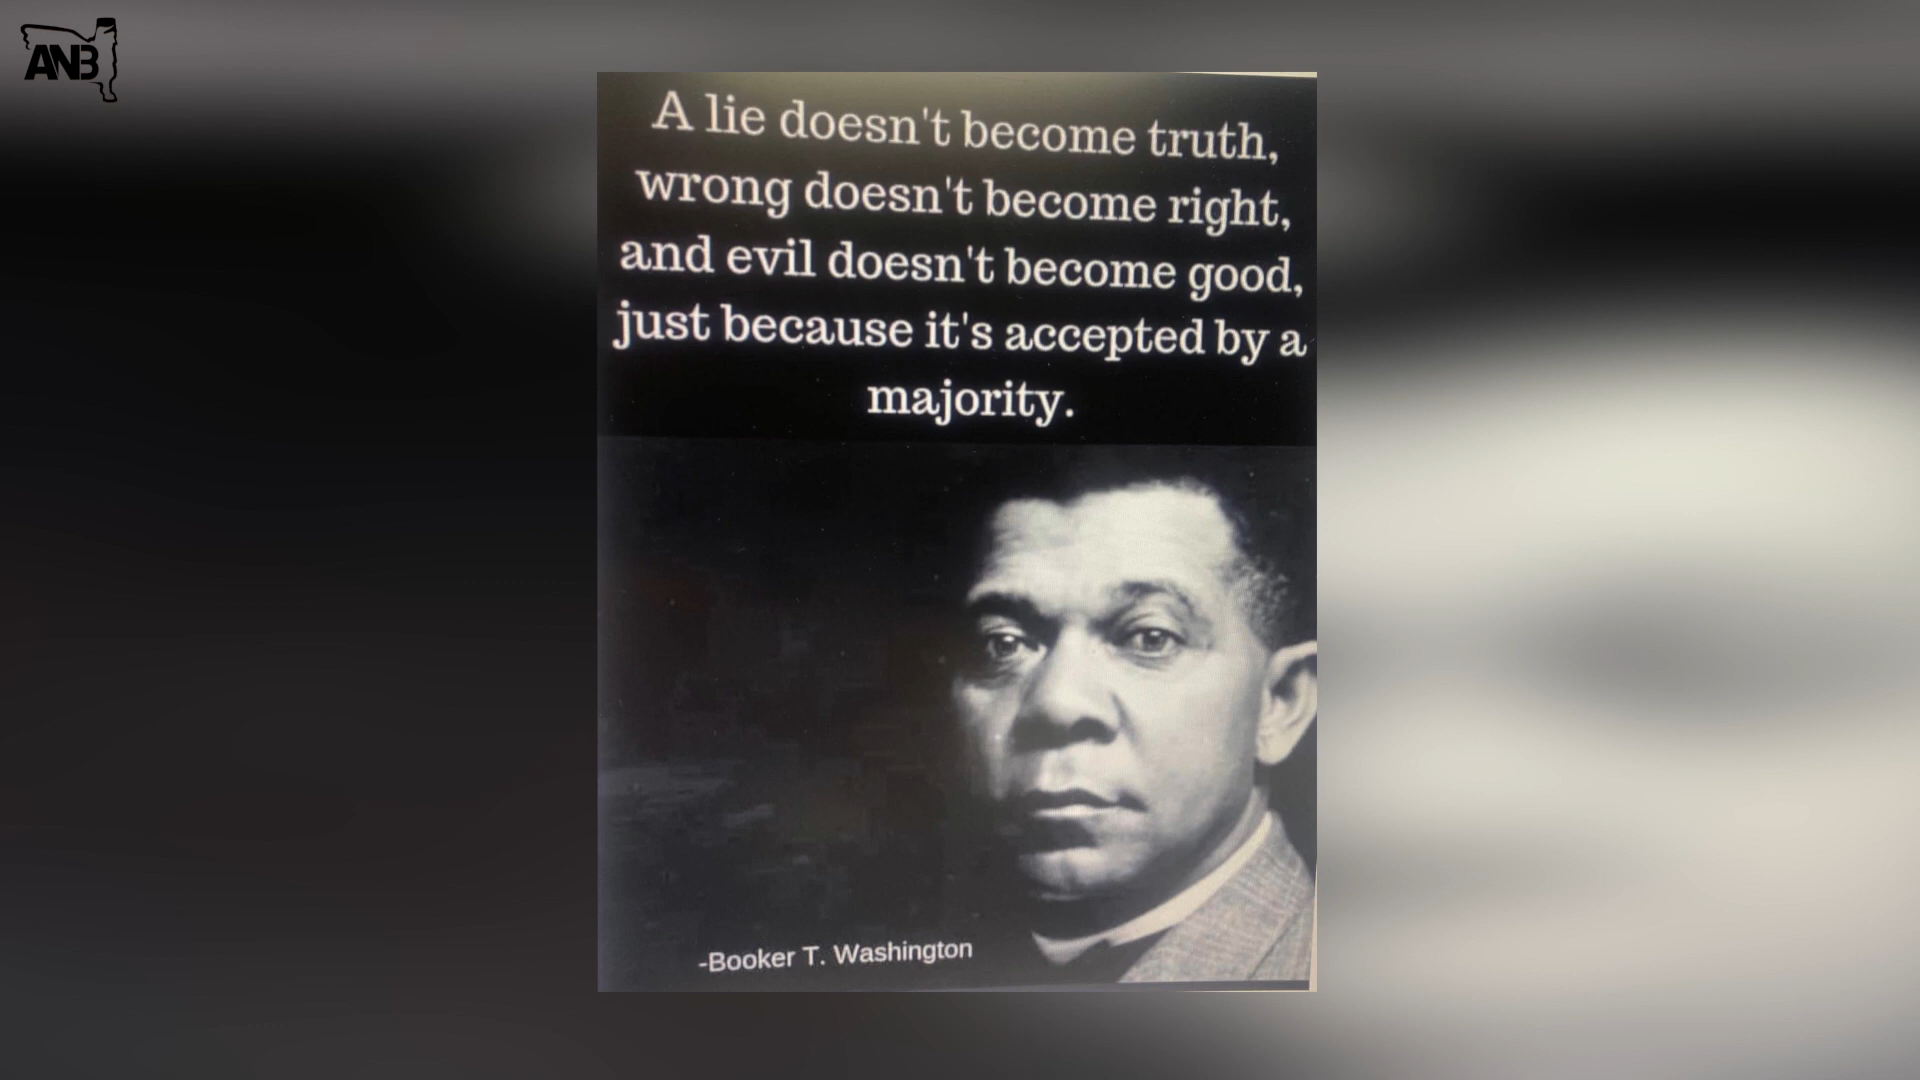 ANB
A lie doesn't become truth,
wrong doesn't become right,
and evil doesn't become good,
just because it's accepted by a
majority.
-Booker T. Washington